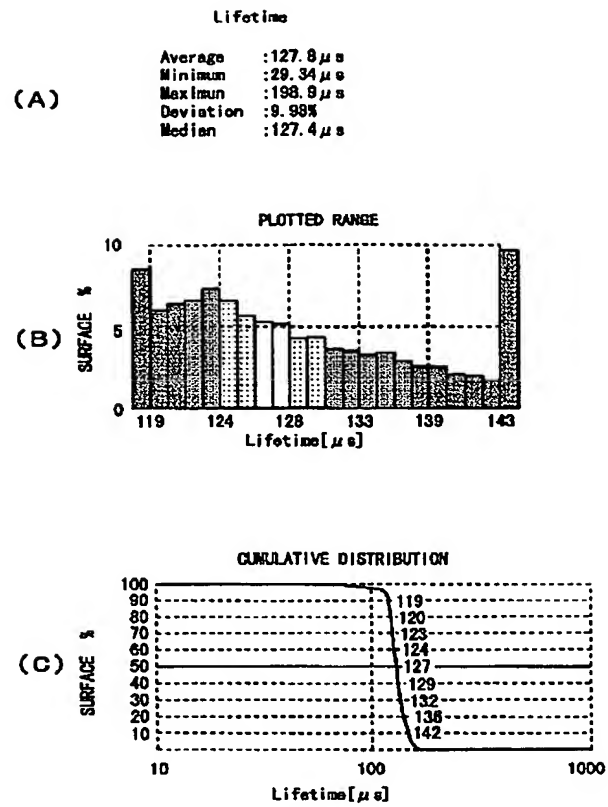 Lifetime
(A)
Average :127.8μs
Minimun :29.34μs
Maximun :198.9μs
Deviation :9.98%
Median :127.4μs
PLOTTED RANGE
(B)
SURFACE %
10
5
0
119 124 128 133 139 143
Lifetime[μs]
CUMULATIVE DISTRIBUTION
(C)
SURFACE %
100
90 119
80 120
70 123
60 124
50 127
40 129
30 132
20 136
10 142
10 100 1000
Lifetime[μs]